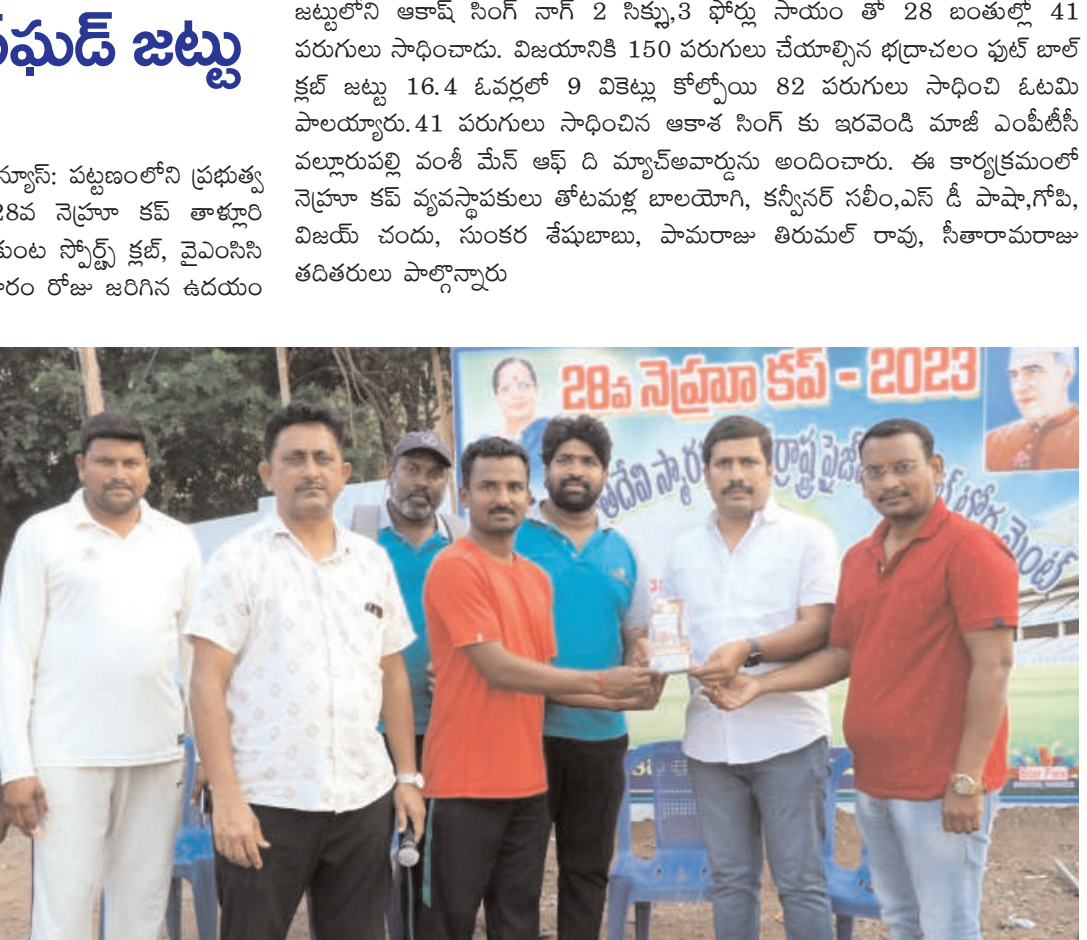 జట్టు
న్యూస్: పట్టణంలోని ప్రభుత్వ
28వ నెహ్రూ కప్ తాళ్లూరి
కుంట స్పోర్ట్స్ క్లబ్, వైఎంసిసి
రోజు జరిగిన ఉదయం
జట్టులోని ఆకాష్ సింగ్ నాగ్ 2 సిక్స్లు,3 ఫోర్లు సాయం తో 28 బంతుల్లో 41
పరుగులు సాధించాడు. విజయానికి 150 పరుగులు చేయాల్సిన భద్రాచలం ఫుట్ బాల్
క్లబ్ జట్టు 16.4 ఓవర్లలో 9 వికెట్లు కోల్పోయి 82 పరుగులు సాధించి ఓటమి
పాలయ్యారు.41 పరుగులు సాధించిన ఆకాశ సింగ్ కు ఇరవెండి మాజీ ఎంపీటీసీ
వల్లూరుపల్లి వంశీ మేన్ ఆఫ్ ది మ్యాచ్అవార్డును అందించారు. ఈ కార్యక్రమంలో
నెహ్రూ కప్ వ్యవస్థాపకులు తోటమళ్ల బాలయోగి, కన్వీనర్ సలీం,ఎస్ డీ పాషా,గోపి,
విజయ్ చందు, సుంకర శేషుబాబు, పామరాజు తిరుమల్ రావు, సీతారామరాజు
తదితరులు పాల్గొన్నారు
28వ నెహ్రూ కప్ - 2023
Star Flex